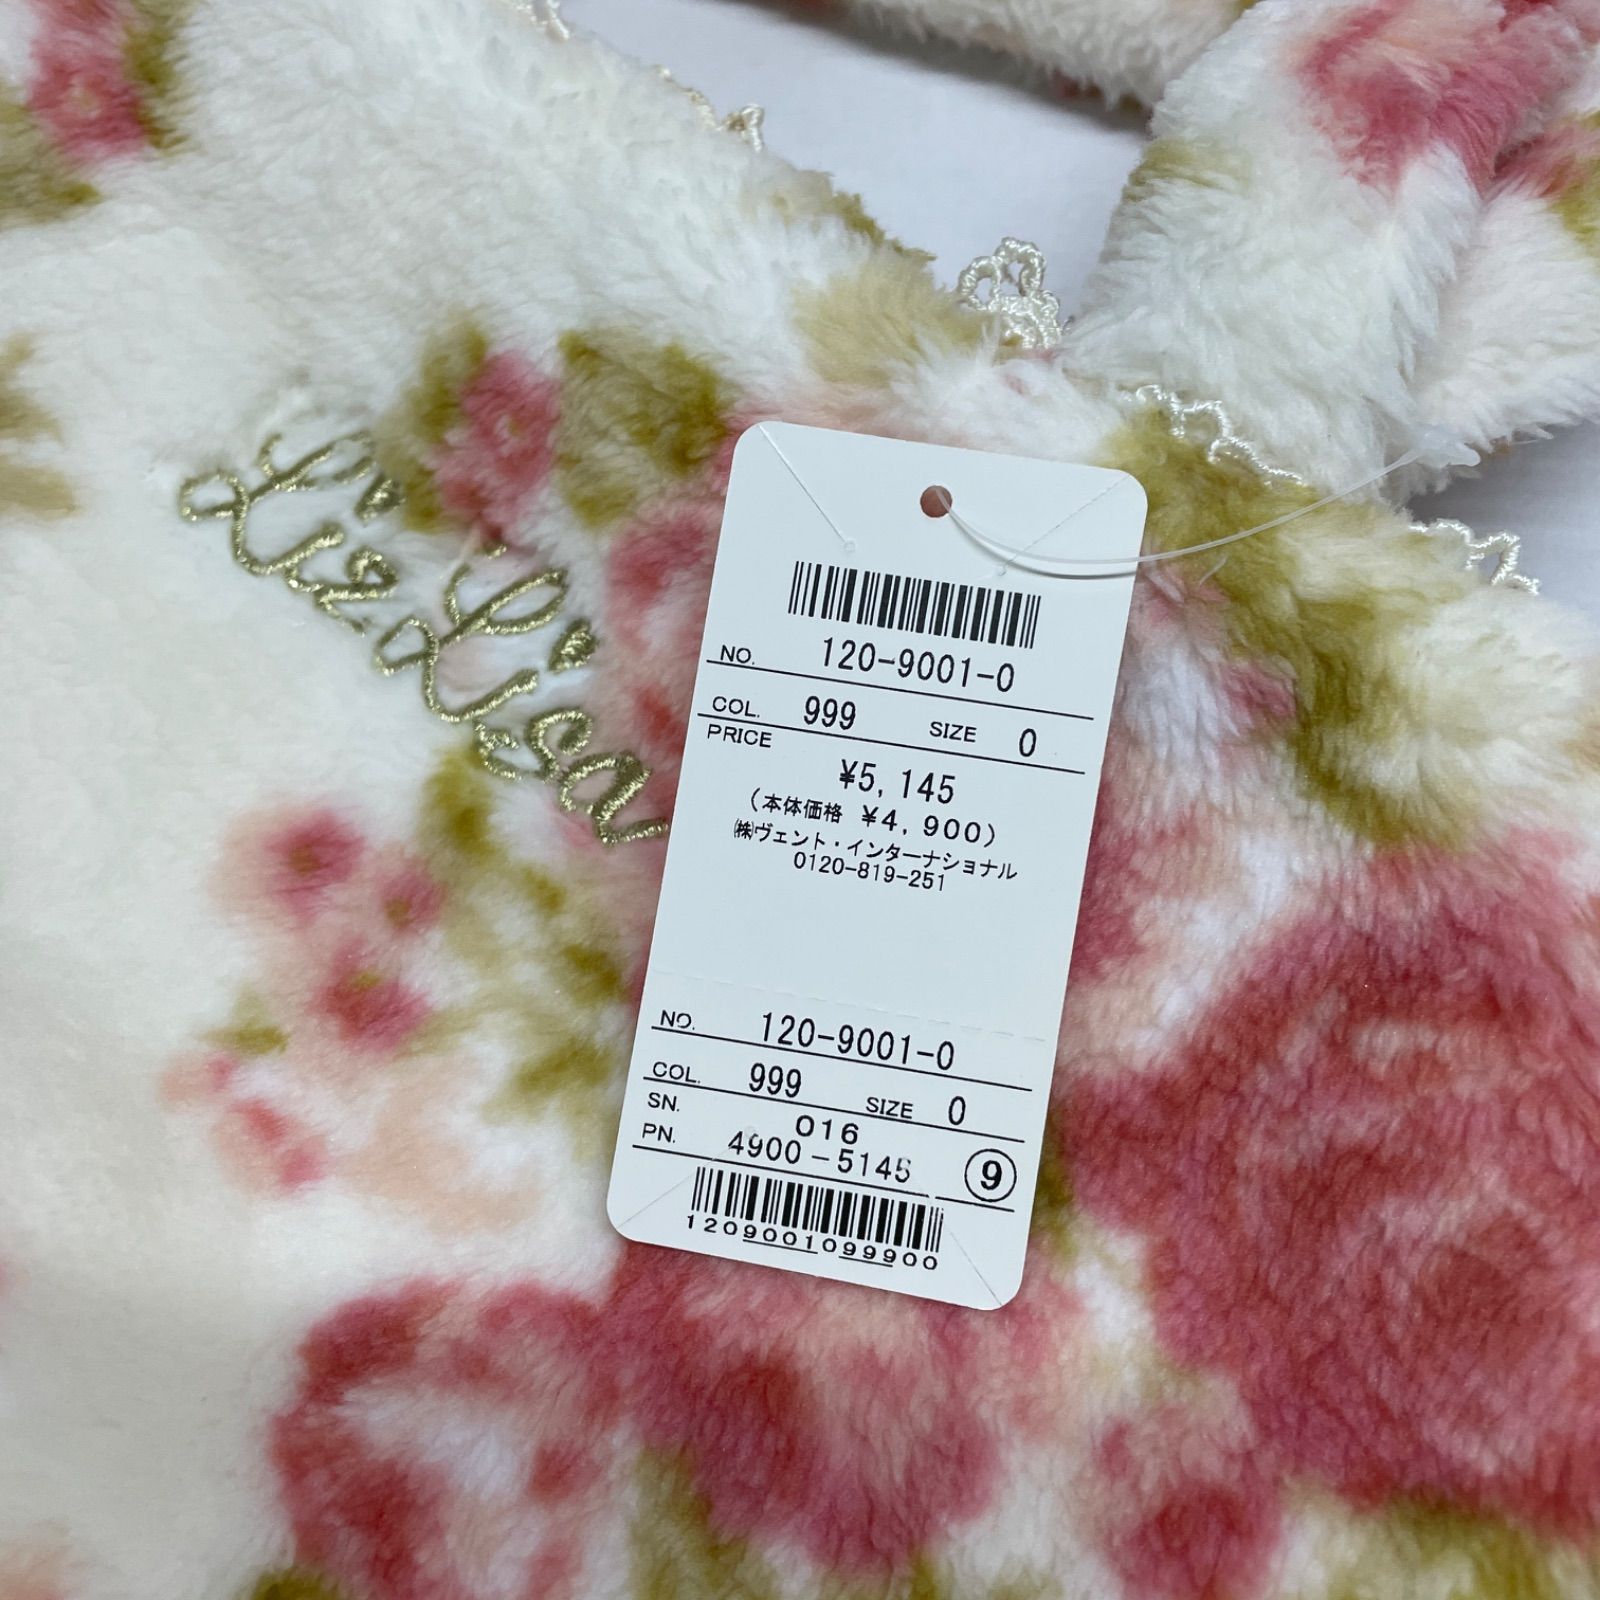 Liz Lisa
NO. 120-9001-0
COL. 999 SIZE 0
PRICE
¥5,145
(本体価格 ¥4,900)
㈱ヴェント・インターナショナル
0120-819-251
NO. 120-9001-0
COL. 999 SIZE 0
SN. 016
PN. 4900-5145 ⑨
1209001099900